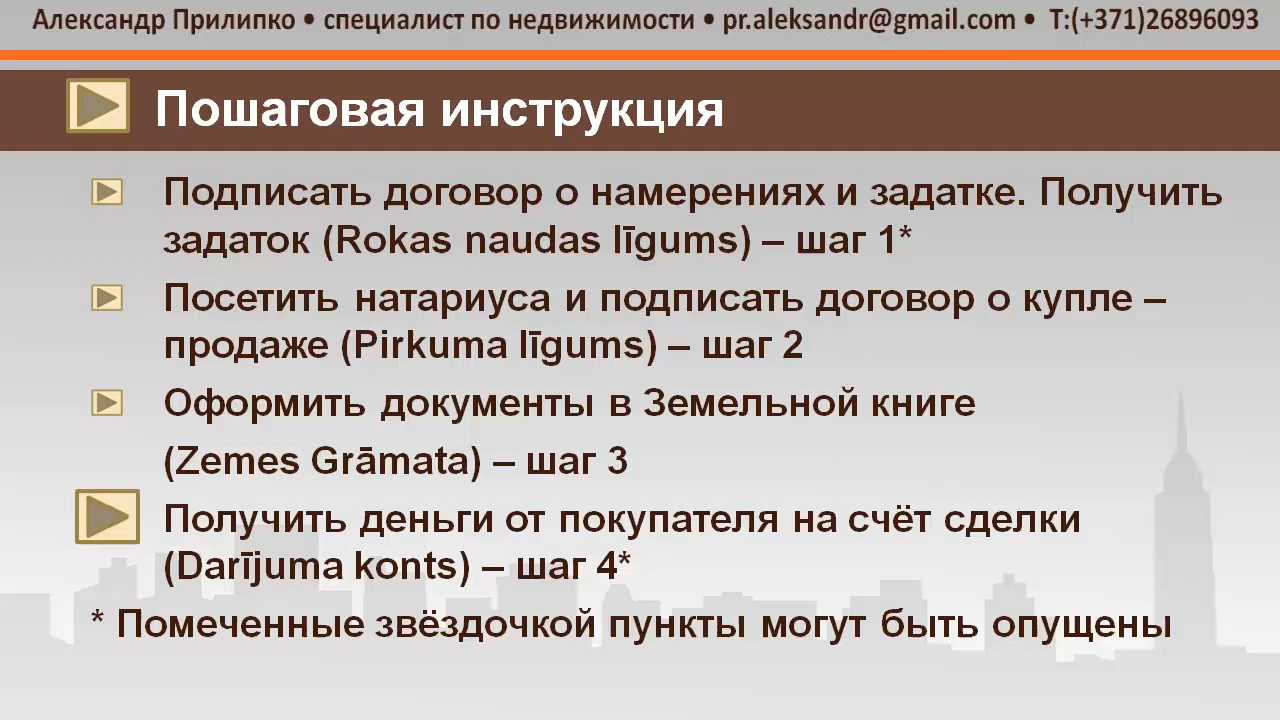 Александр Прилипко • специалист по недвижимости • pr.aleksandr@gmail.com • Т:(+371)26896093
Пошаговая инструкция
Подписать договор о намерениях и задатке. Получить
задаток (Rokas naudas līgums) – шаг 1*
Посетить натариуса и подписать договор о купле –
продаже (Pirkuma līgums) – шаг 2
Оформить документы в Земельной книге
(Zemes Grāmata) – шаг 3
Получить деньги от покупателя на счёт сделки
(Darījuma konts) – шаг 4*
* Помеченные звёздочкой пункты могут быть опущены